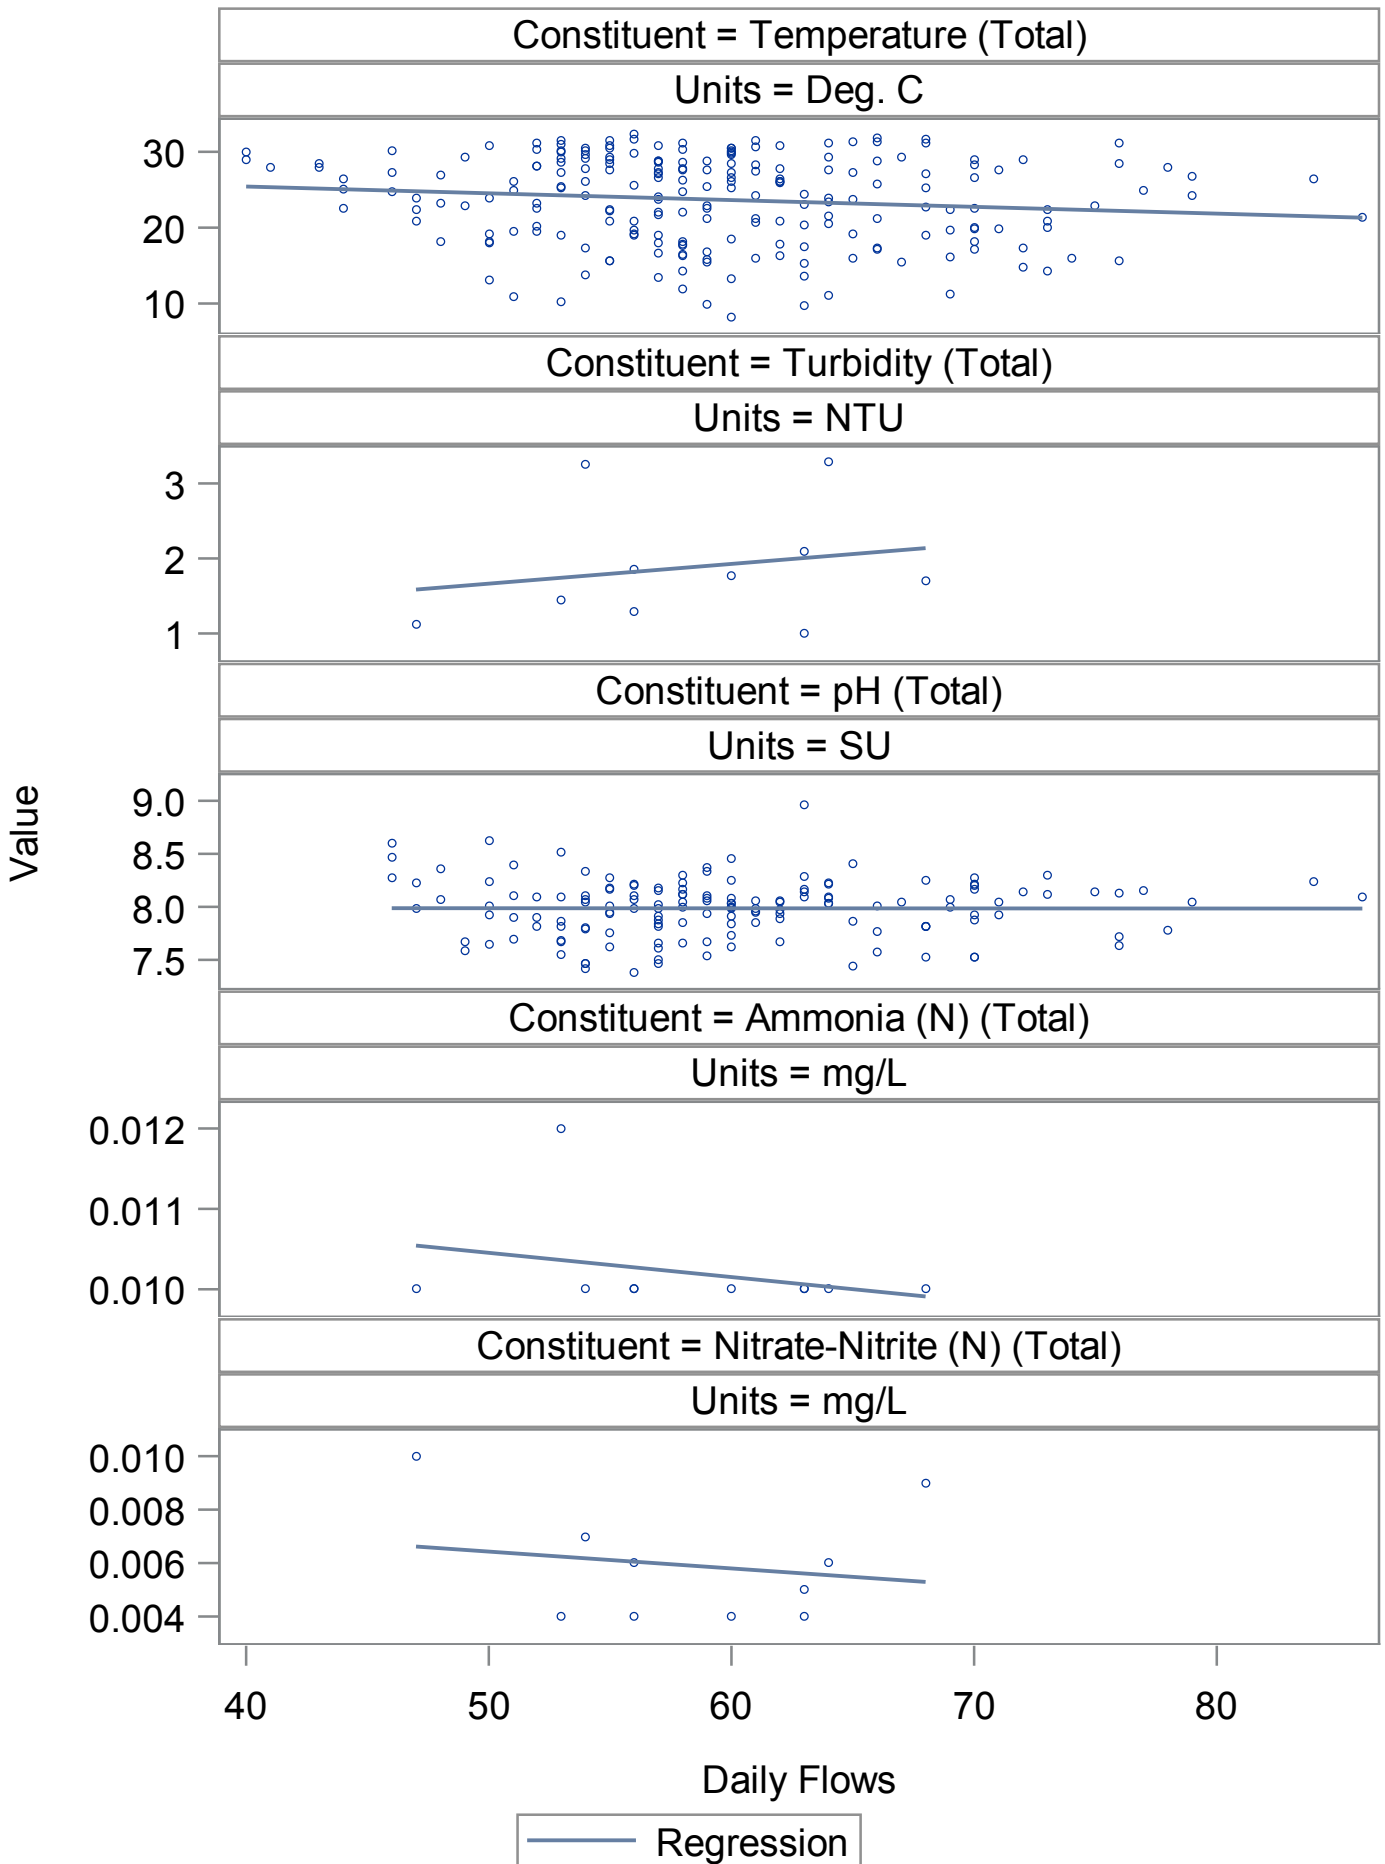 Constituent = Temperature (Total)
Units = Deg. C
30
20
10
Constituent = Turbidity (Total)
Units = NTU
3
2
1
Constituent = pH (Total)
Units = SU
Value
9.0
8.5
8.0
7.5
Constituent = Ammonia (N) (Total)
Units = mg/L
0.012
0.011
0.010
Constituent = Nitrate-Nitrite (N) (Total)
Units = mg/L
0.010
0.008
0.006
0.004
40 50 60 70 80
Daily Flows
Regression